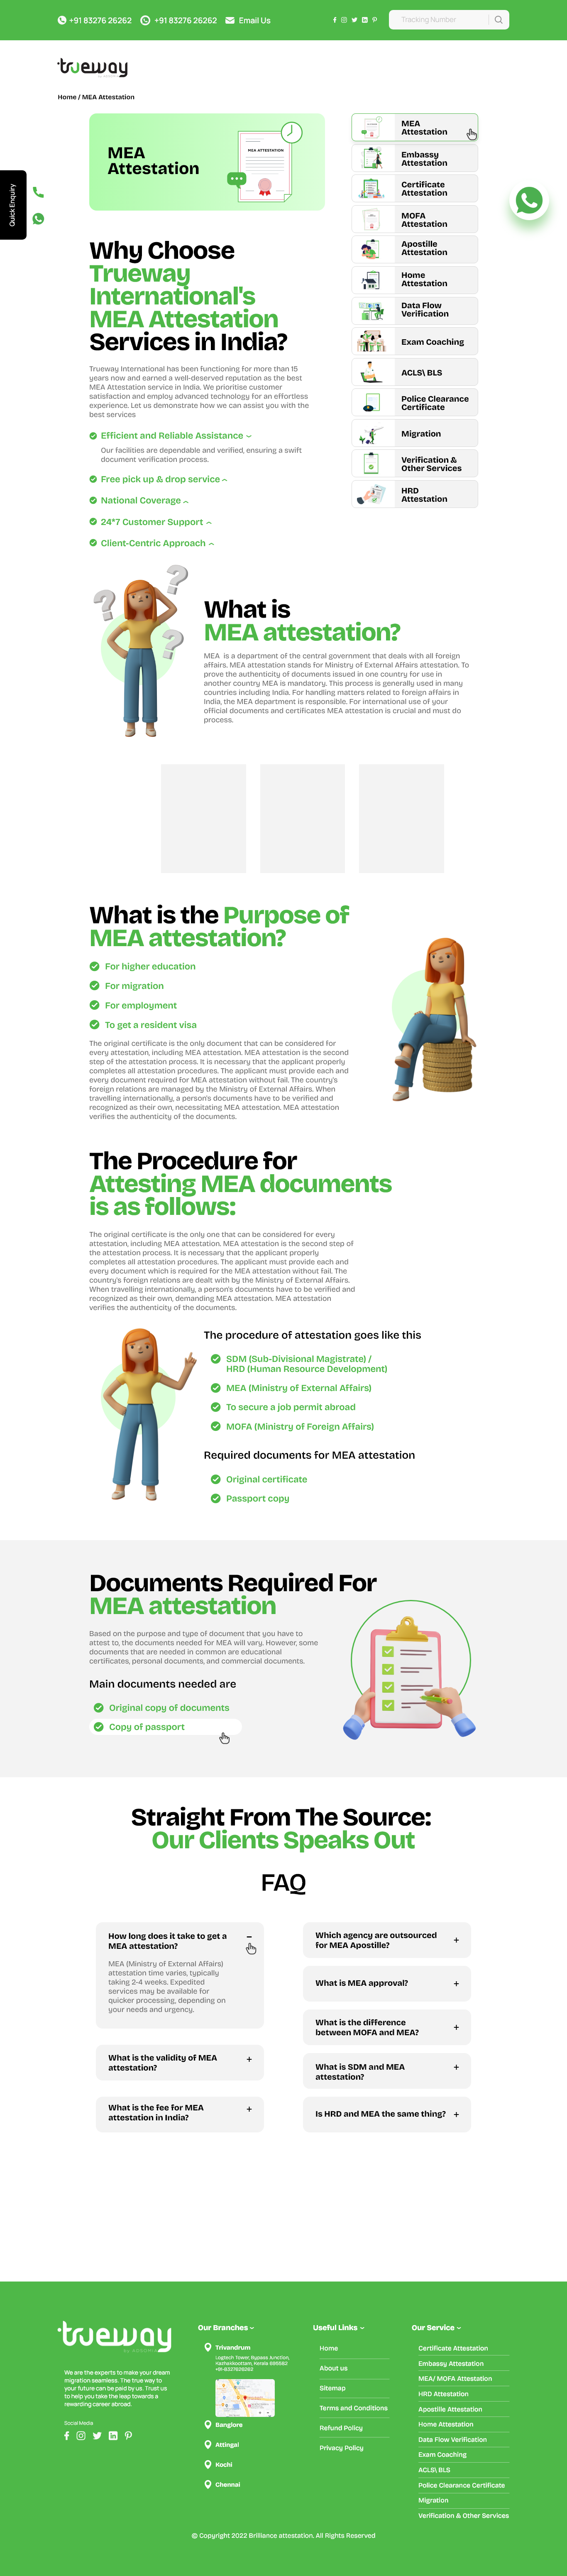 +91 83276 26262
+91 83276 26262
Email Us
Tracking Number
trueway
Home / MEA Attestation
Quick Enquiry
MEA
Attestation
MEA ATTESTATION
MEA
Attestation
Embassy
Attestation
Certificate
Attestation
MOFA
Attestation
Apostille
Attestation
Home
Attestation
Data Flow
Verification
Exam Coaching
ACLS\ BLS
Police Clearance
Certificate
Migration
Verification &
Other Services
HRD
Attestation
Why Choose
Trueway
International's
MEA Attestation
Services in India?
Trueway International has been functioning for more than 15
years now and earned a well-deserved reputation as the best
MEA Attestation service in India. We prioritise customer
satisfaction and employ advanced technology for an effortless
experience. Let us demonstrate how we can assist you with the
best services
Efficient and Reliable Assistance
Our facilities are dependable and verified, ensuring a swift
document verification process.
Free pick up & drop service
National Coverage
24*7 Customer Support
Client-Centric Approach
What is
MEA attestation?
MEA is a department of the central government that deals with all foreign
affairs. MEA attestation stands for Ministry of External Affairs attestation. To
prove the authenticity of documents issued in one country for use in
another country MEA is mandatory. This process is generally used in many
countries including India. For handling matters related to foreign affairs in
India, the MEA department is responsible. For international use of your
official documents and certificates MEA attestation is crucial and must do
process.
What is the Purpose of
MEA attestation?
For higher education
For migration
For employment
To get a resident visa
The original certificate is the only document that can be considered for
every attestation, including MEA attestation. MEA attestation is the second
step of the attestation process. It is necessary that the applicant properly
completes all attestation procedures. The applicant must provide each and
every document required for MEA attestation without fail. The country's
foreign relations are managed by the Ministry of External Affairs. When
travelling internationally, a person's documents have to be verified and
recognized as their own, necessitating MEA attestation. MEA attestation
verifies the authenticity of the documents.
The Procedure for
Attesting MEA documents
is as follows:
The original certificate is the only one that can be considered for every
attestation, including MEA attestation. MEA attestation is the second step of
the attestation process. It is necessary that the applicant properly
completes all attestation procedures. The applicant must provide each and
every document which is required for the MEA attestation without fail. The
country's foreign relations are dealt with by the Ministry of External Affairs.
When travelling internationally, a person's documents have to be verified and
recognized as their own, demanding MEA attestation. MEA attestation
verifies the authenticity of the documents.
The procedure of attestation goes like this
SDM (Sub-Divisional Magistrate) /
HRD (Human Resource Development)
MEA (Ministry of External Affairs)
To secure a job permit abroad
MOFA (Ministry of Foreign Affairs)
Required documents for MEA attestation
Original certificate
Passport copy
Documents Required For
MEA attestation
Based on the purpose and type of document that you have to
attest to, the documents needed for MEA will vary. However, some
documents that are needed in common are educational
certificates, personal documents, and commercial documents.
Main documents needed are
Original copy of documents
Copy of passport
Straight From The Source:
Our Clients Speaks Out
FAQ
How long does it take to get a
MEA attestation?
MEA (Ministry of External Affairs)
attestation time varies, typically
taking 2-4 weeks. Expedited
services may be available for
quicker processing, depending on
your needs and urgency.
What is the validity of MEA
attestation?
What is the fee for MEA
attestation in India?
Which agency are outsourced
for MEA Apostille?
What is MEA approval?
What is the difference
between MOFA and MEA?
What is SDM and MEA
attestation?
Is HRD and MEA the same thing?
trueway
We are the experts to make your dream
migration seamless. The true way to
your future can be paid by us. Trust us
to help you take the leap towards a
rewarding career abroad.
Social Media
Our Branches
Trivandrum
Logtech Tower, Bypass Junction,
Kazhakkoottam, Kerala 695582
+91-8327626262
Banglore
Attingal
Kochi
Chennai
Useful Links
Home
About us
Sitemap
Terms and Conditions
Refund Policy
Privacy Policy
Our Service
Certificate Attestation
Embassy Attestation
MEA/ MOFA Attestation
HRD Attestation
Apostille Attestation
Home Attestation
Data Flow Verification
Exam Coaching
ACLS\ BLS
Police Clearance Certificate
Migration
Verification & Other Services
© Copyright 2022 Brilliance attestation. All Rights Reserved